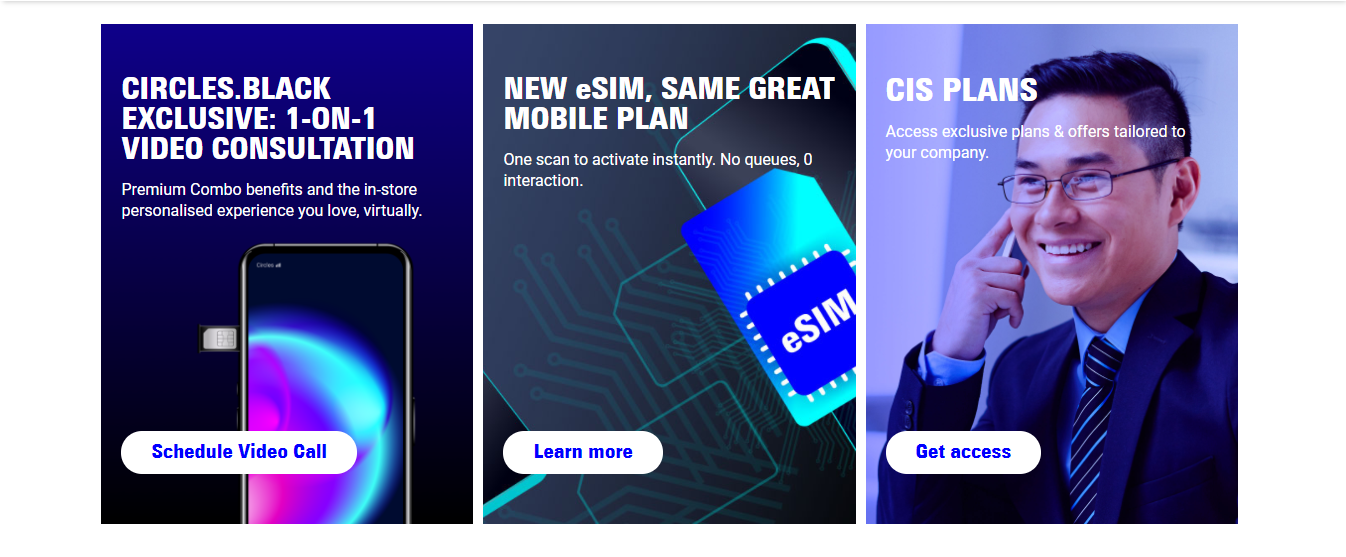 CIRCLES.BLACK
EXCLUSIVE: 1-ON-1
VIDEO CONSULTATION
Premium Combo benefits and the in-store
personalised experience you love, virtually.
Circles
Schedule Video Call
NEW eSIM, SAME GREAT
MOBILE PLAN
One scan to activate instantly. No queues, 0
interaction.
eSIM
Learn more
CIS PLANS
Access exclusive plans & offers tailored to
your company.
Get access